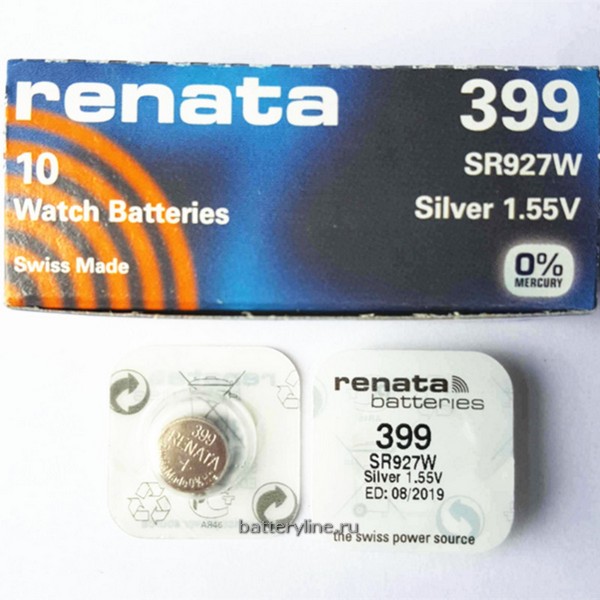 renata
399
10
SR927W
Watch Batteries
Silver 1.55V
Swiss Made
0%
MERCURY
399
RENATA
+
AR46
renata
batteries
399
SR927W
Silver 1.55V
ED: 08/2019
the swiss power source
batteryline.ru